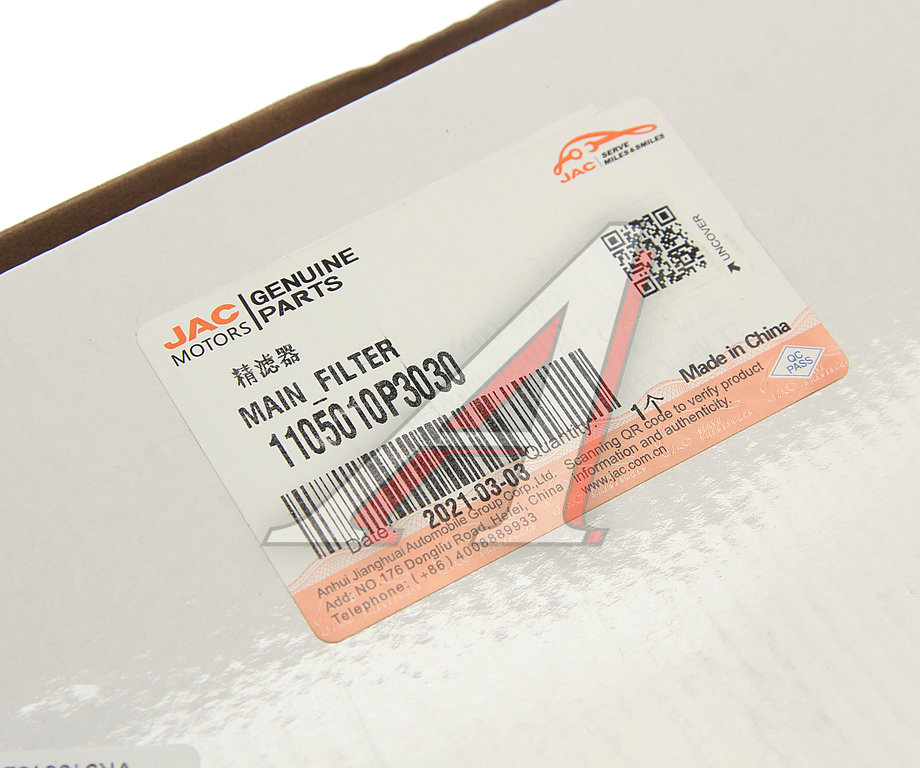 JAC
SERVE
MILES&SMILES
JAC
MOTORS
GENUINE
PARTS
UNCOVER
精滤器
MAIN_FILTER
1105010P3030
Quantity: 1个
Made in China
QC
PASS
Date: 2021-03-03
Scanning QR code to verify product
information and authenticity.
www.jac.com.cn
Anhui Jianghuai Automobile Group Corp.,Ltd.
Add: NO.176 Dongliu Road, Hefei, China
Telephone: (+86) 4008889933